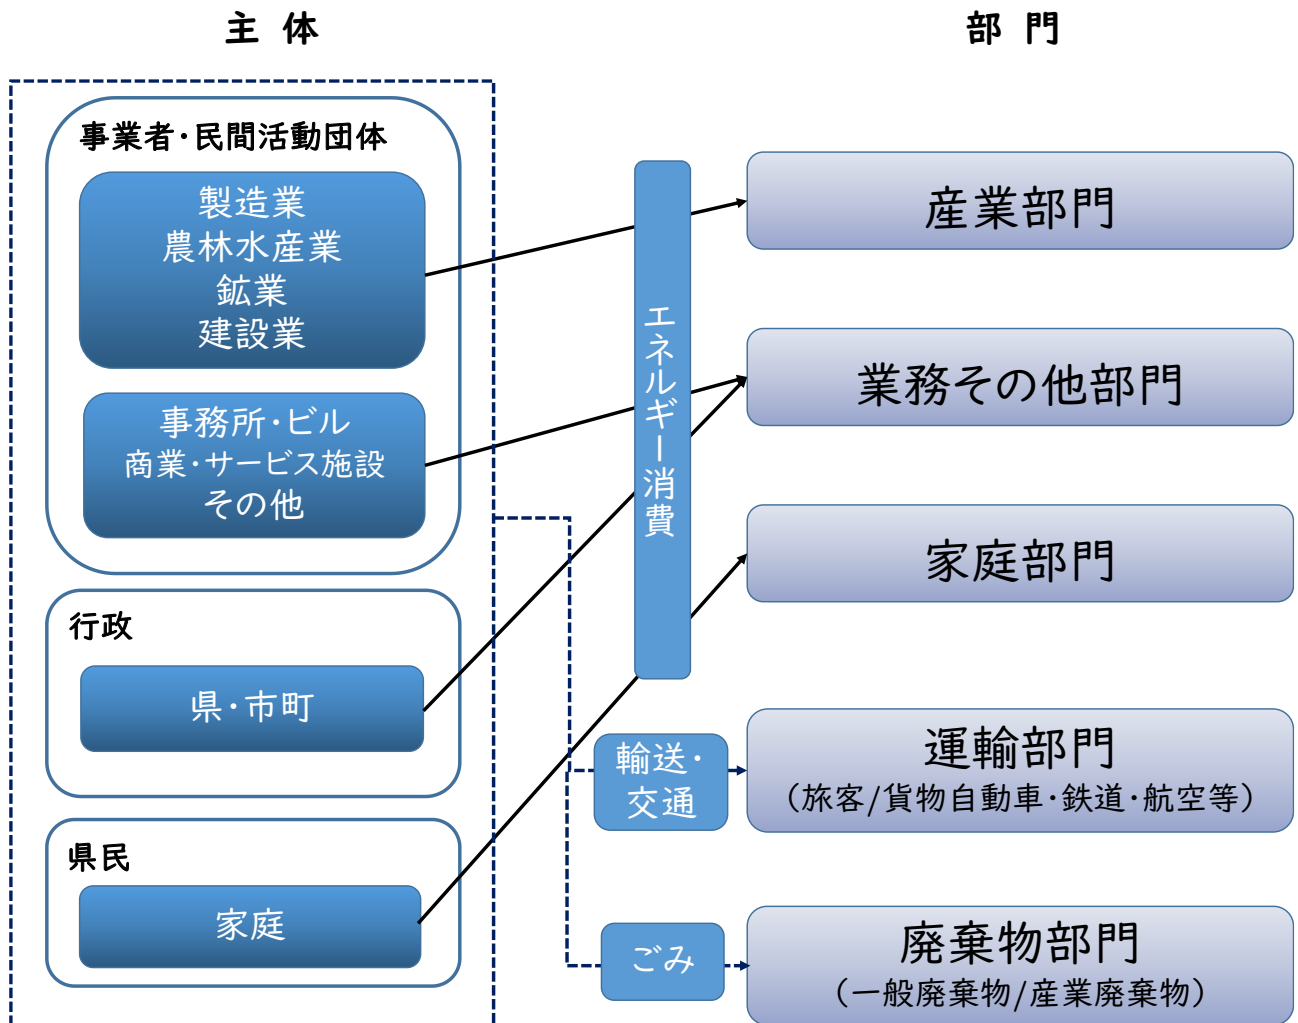 主 体
部 門
事業者・民間活動団体
製造業
農林水産業
鉱業
建設業
事務所・ビル
商業・サービス施設
その他
行政
県・市町
県民
家庭
エネルギー消費
輸送・
交通
ごみ
産業部門
業務その他部門
家庭部門
運輸部門
（旅客/貨物自動車・鉄道・航空等）
廃棄物部門
（一般廃棄物/産業廃棄物）